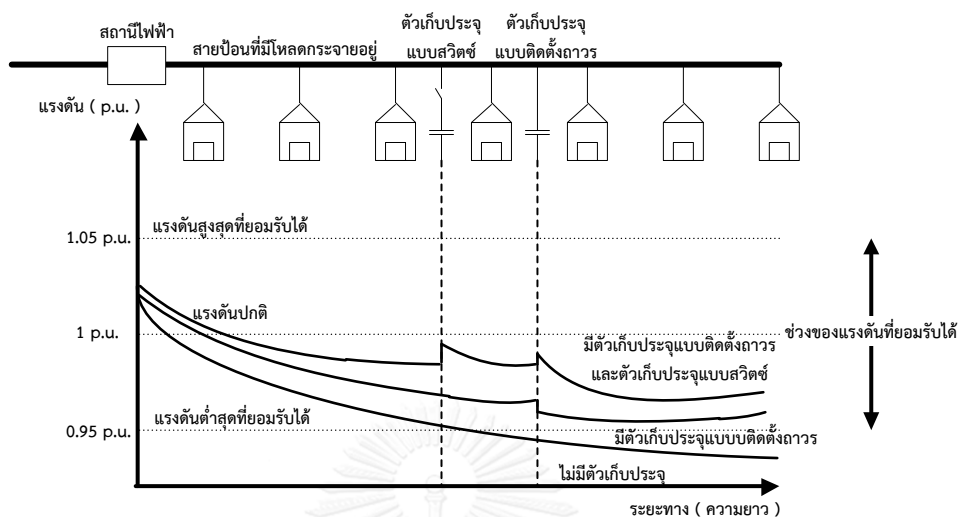 สถานีไฟฟ้า
สายป้อนที่มีโหลดกระจายอยู่
ตัวเก็บประจุ
แบบสวิตซ์
ตัวเก็บประจุ
แบบติดตั้งถาวร
แรงดัน ( p.u. )
แรงดันสูงสุดที่ยอมรับได้
1.05 p.u.
แรงดันปกติ
1 p.u.
ช่วงของแรงดันที่ยอมรับได้
มีตัวเก็บประจุแบบติดตั้งถาวร
และตัวเก็บประจุแบบสวิตซ์
แรงดันต่ำสุดที่ยอมรับได้
0.95 p.u.
มีตัวเก็บประจุแบบบติดตั้งถาวร
ไม่มีตัวเก็บประจุ
ระยะทาง ( ความยาว )